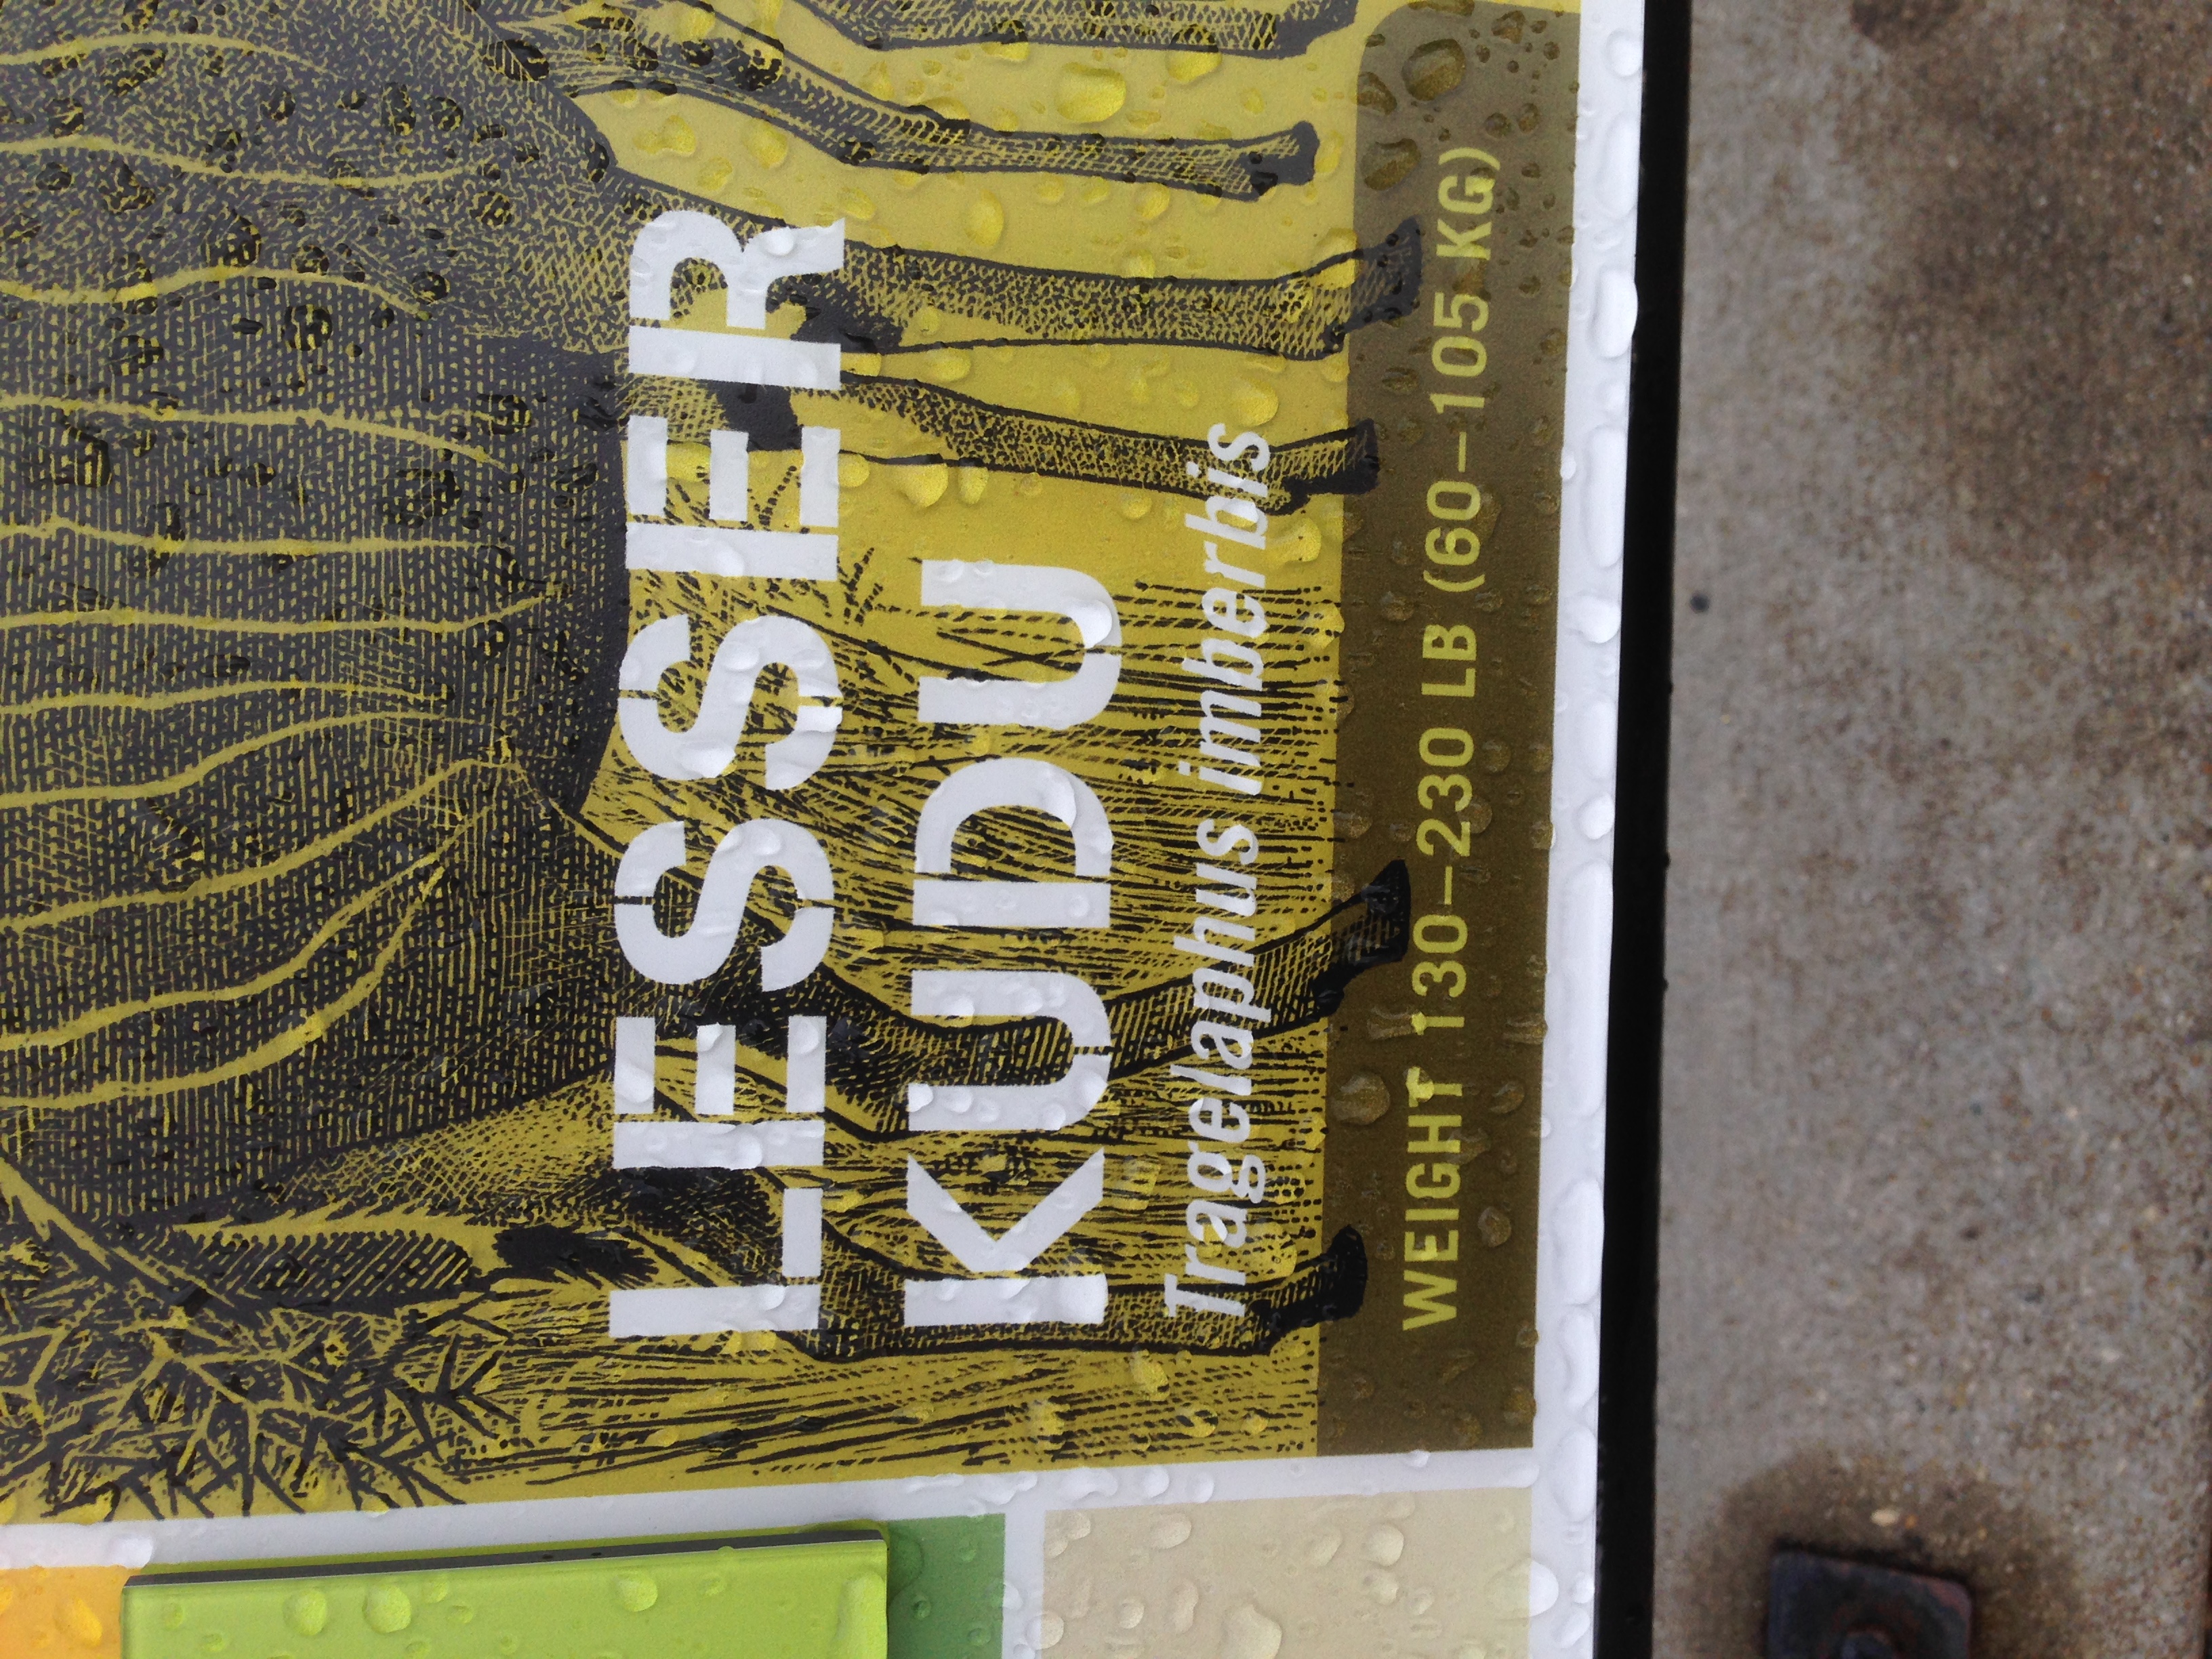 LESSER
KUDU
Tragelaphus imberbis
WEIGHT 130–230 LB (60–105 KG)